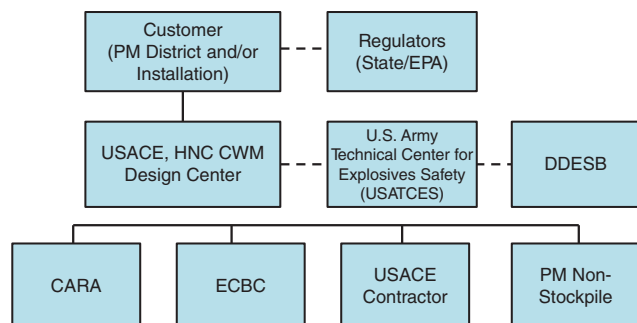 Customer
(PM District and/or
Installation)
Regulators
(State/EPA)
USACE, HNC CWM
Design Center
U.S. Army
Technical Center for
Explosives Safety
(USATCES)
DDESB
CARA
ECBC
USACE
Contractor
PM Non-
Stockpile